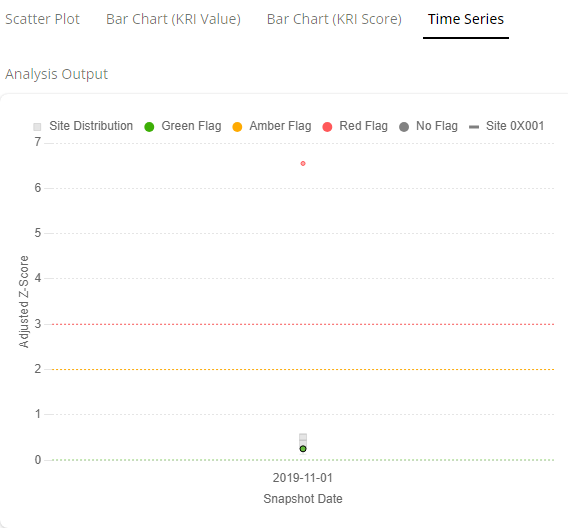 Scatter Plot Bar Chart (KRI Value) Bar Chart (KRI Score) Time Series
Analysis Output
Site Distribution Green Flag Amber Flag Red Flag No Flag Site 0X001
7
6
5
4
3
2
1
0
Adjusted Z-Score
2019-11-01
Snapshot Date